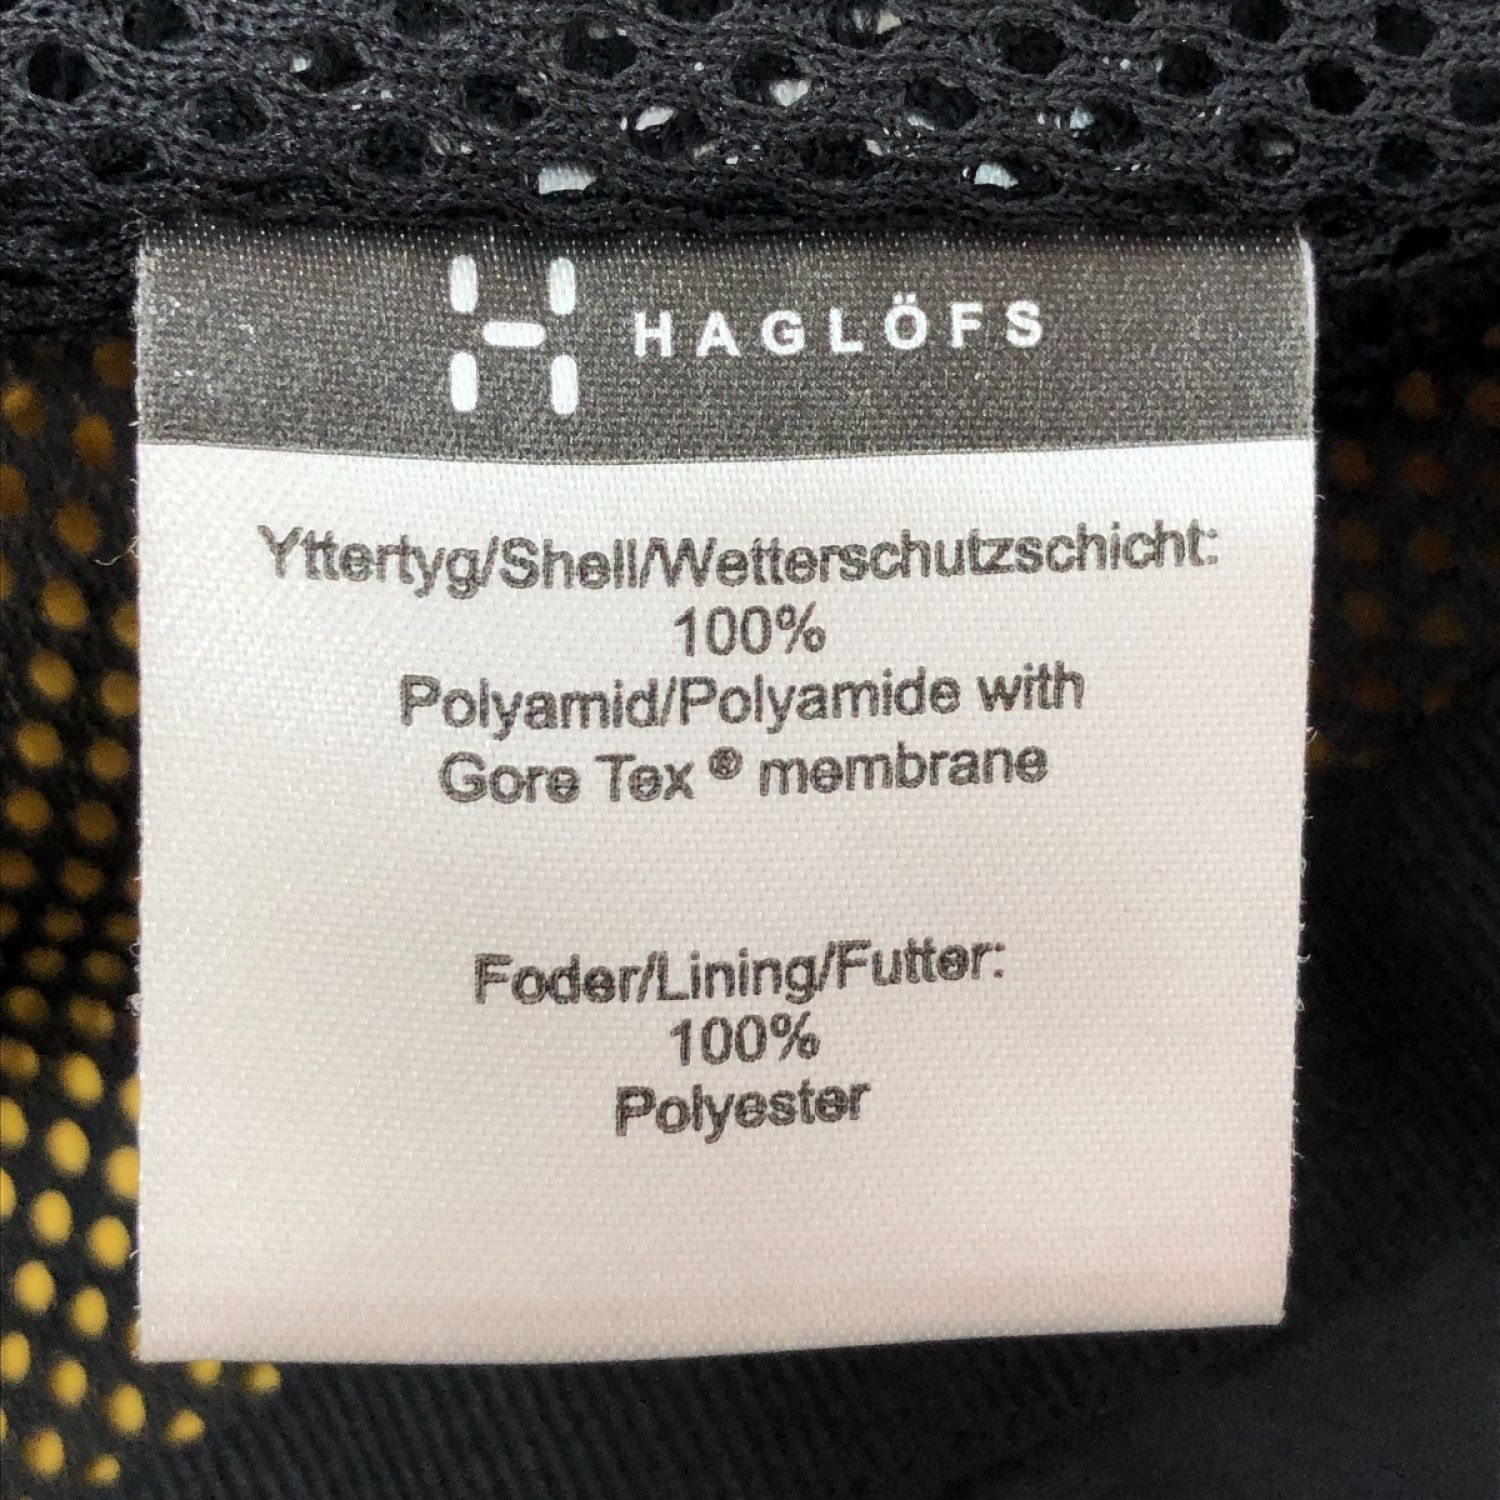 HAGLÖFS
Yttertyg/Shell/Wetterschutzschicht:
100%
Polyamid/Polyamide with
Gore Tex ® membrane
Foder/Lining/Futter:
100%
Polyester